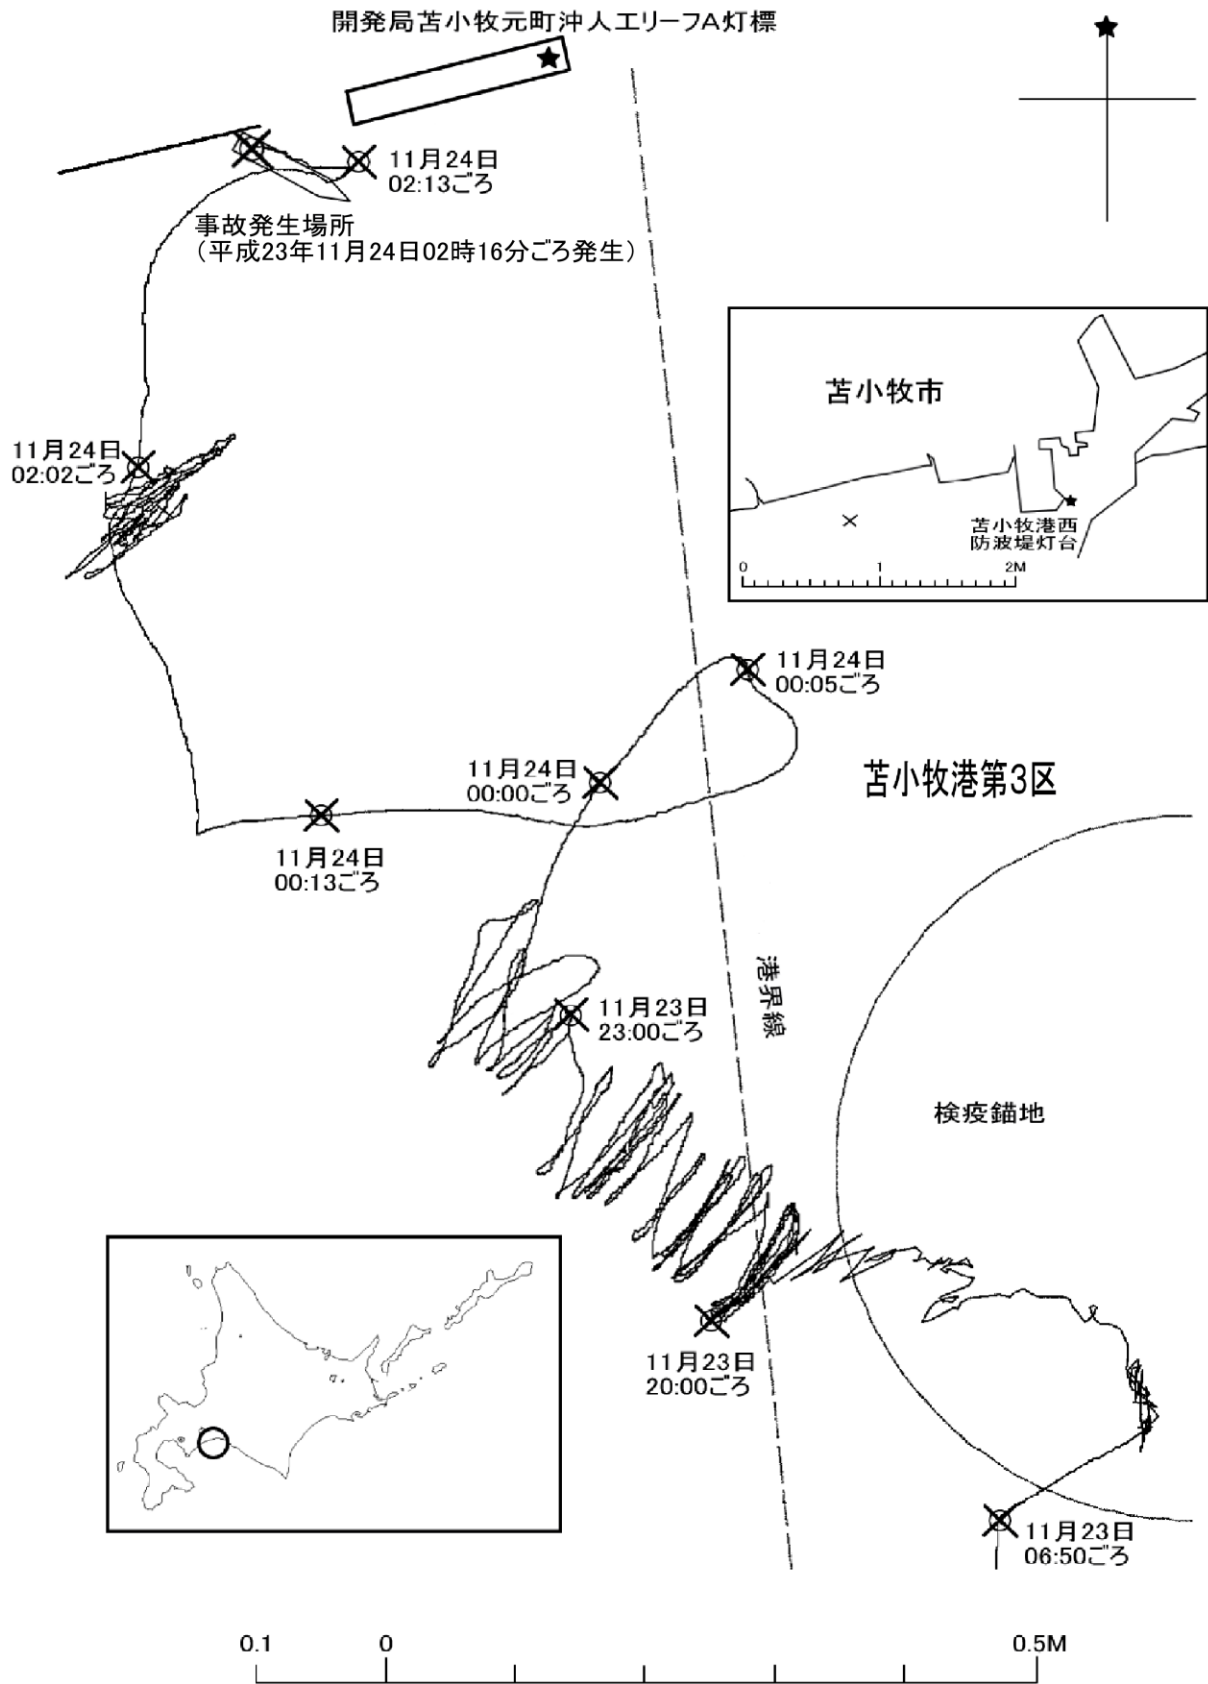 開発局苫小牧元町沖人工リーフA灯標
11月24日
02:13ごろ
事故発生場所
（平成23年11月24日02時16分ごろ発生）
苫小牧市
苫小牧港西
防波堤灯台
0 1 2M
11月24日
02:02ごろ
11月24日
00:05ごろ
11月24日
00:00ごろ
苫小牧港第3区
11月24日
00:13ごろ
港界線
11月23日
23:00ごろ
検疫錨地
11月23日
20:00ごろ
11月23日
06:50ごろ
0.1 0 0.5M